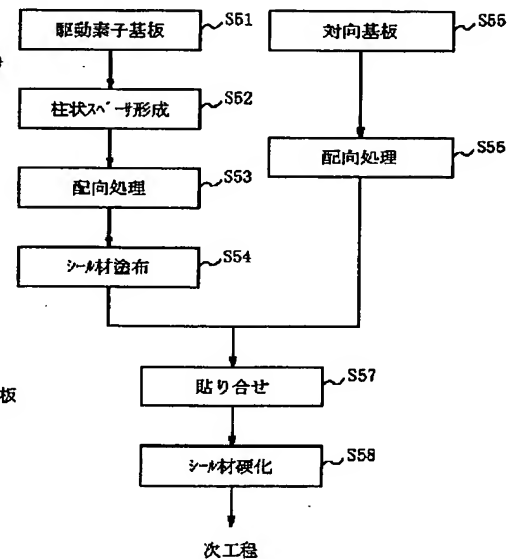 駆動素子基板
S51
柱状スペーサ形成
S52
配向処理
S53
シール材塗布
S54
対向基板
S55
配向処理
S55
貼り合せ
S57
シール材硬化
S58
次工程
板